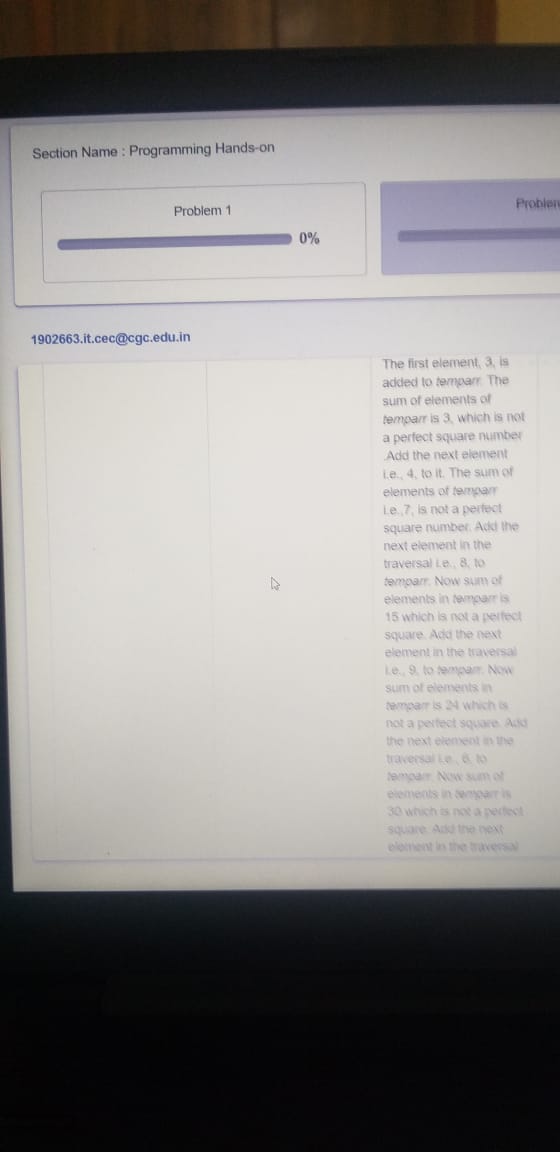 Section Name : Programming Hands-on
Problem 1
0%
1902663.it.cec@cgc.edu.in
The first element, 3, is
added to temparr. The
sum of elements of
temparr is 3, which is not
a perfect square number
.Add the next element
i.e., 4, to it. The sum of
elements of temparr
i.e.,7, is not a perfect
square number. Add the
next element in the
traversal i.e., 8, to
temparr. Now sum of
elements in temparr is
15 which is not a perfect
square. Add the next
element in the traversal
i.e., 9, to temparr. Now
sum of elements in
temparr is 24 which is
not a perfect square. Add
the next element in the
traversal i.e., 6, to
temparr. Now sum of
elements in temparr is
30 which is not a perfect
square. Add the next
element in the traversal